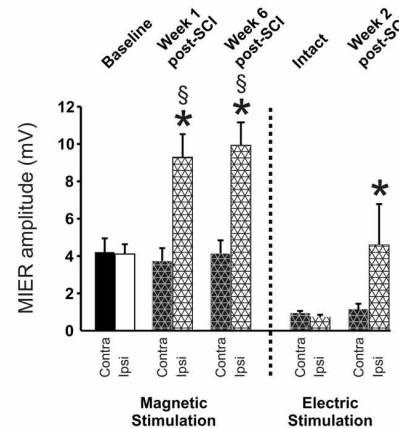 Baseline
Week 1
post-SCI
Week 6
post-SCI
Intact
Week 2
post-SCI
§
*
§
*
*
MIER amplitude (mV)
12
10
8
6
4
2
0
Contra
Ipsi
Contra
Ipsi
Contra
Ipsi
Contra
Ipsi
Contra
Ipsi
Magnetic
Stimulation
Electric
Stimulation